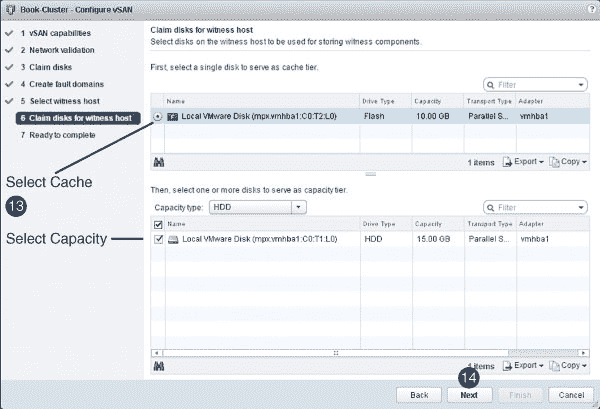 Book-Cluster - Configure vSAN
1 vSAN capabilities
2 Network validation
3 Claim disks
4 Create fault domains
5 Select witness host
6 Claim disks for witness host
7 Ready to complete
Claim disks for witness host
Select disks on the witness host to be used for storing witness components.
First, select a single disk to serve as cache tier.
Filter
Name Drive Type Capacity Transport Type Adapter
Local VMware Disk (mpx.vmhba1:C0:T2:L0) Flash 10.00 GB Parallel S... vmhba1
1 items Export Copy
Select Cache
13
Then, select one or more disks to serve as capacity tier.
Capacity type: HDD
Filter
Name Drive Type Capacity Transport Type Adapter
Select Capacity
Local VMware Disk (mpx.vmhba1:C0:T1:L0) HDD 15.00 GB Parallel S... vmhba1
items Export Copy
14
Back Next Finish Cancel